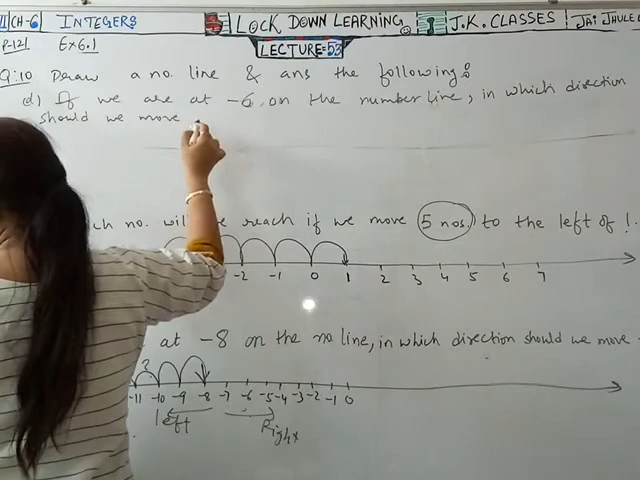 CH-6 INTEGERS LOCK DOWN LEARNING J.K. CLASSES JAI JHULE
P-121 EX 6.1 LECTURE=53
Q:10 Draw a no. line & ans the following:
d) If we are at -6 on the number line, in which direction
should we move
ch no. will we reach if we move 5 nos. to the left of 1.
-2 -1 0 1 2 3 4 5 6 7
at -8 on the no line, in which direction should we move
?
-11 -10 -9 -8 -7 -6 -5 -4 -3 -2 -1 0
left Right